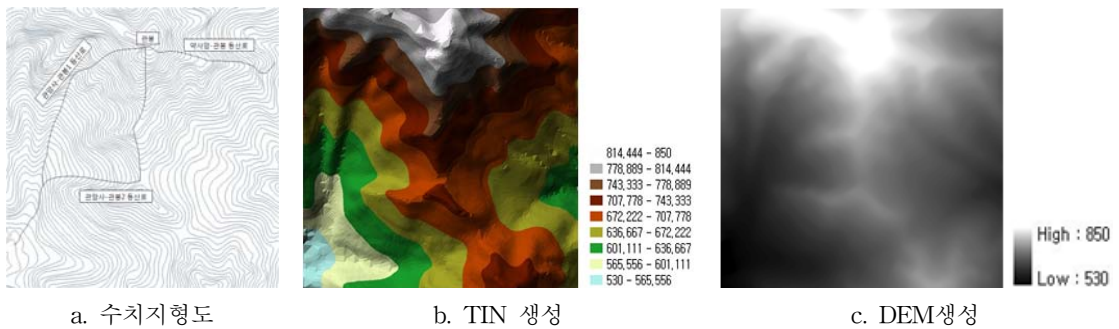 관봉
약사암-관봉 등산로
관암사-관봉1 등산로
관암사-관봉2 등산로
814,444 - 850
778,889 - 814,444
743,333 - 778,889
707,778 - 743,333
672,222 - 707,778
636,667 - 672,222
601,111 - 636,667
565,556 - 601,111
530 - 565,556
High : 850
Low : 530
a. 수치지형도
b. TIN 생성
c. DEM생성